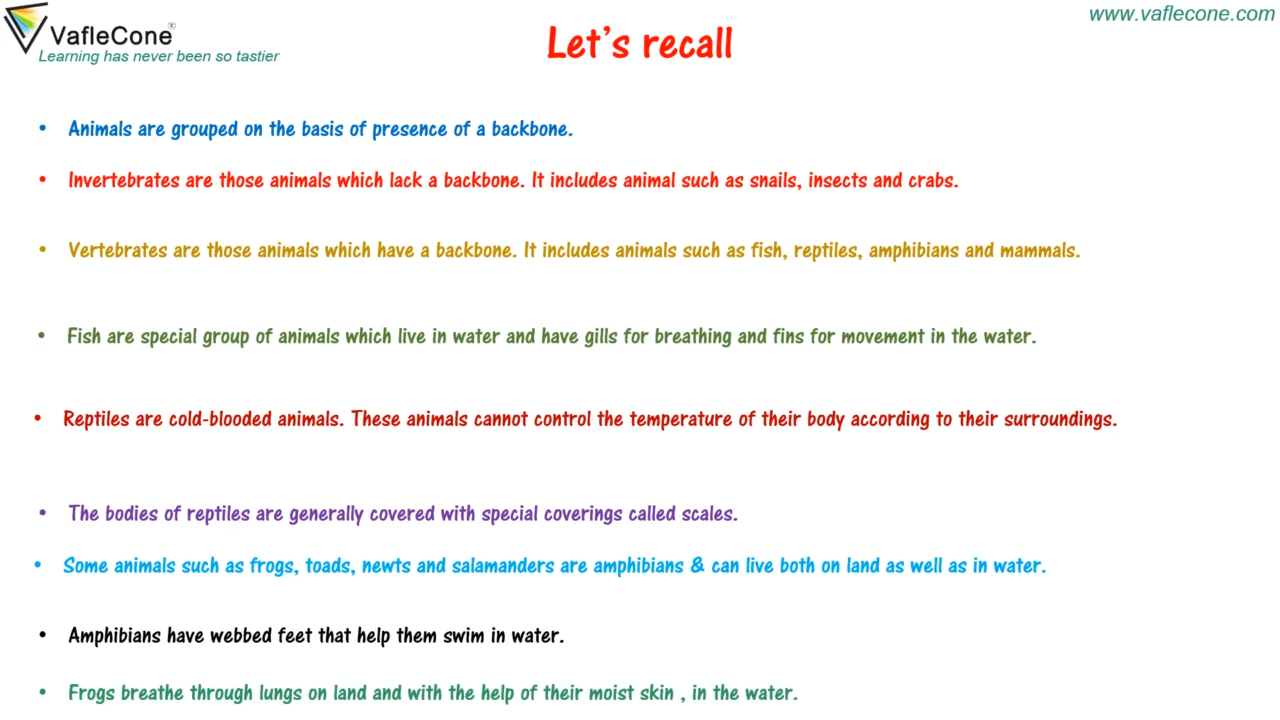 VafleCone®
Learning has never been so tastier
www.vaflecone.com
Let's recall
• Animals are grouped on the basis of presence of a backbone.
• Invertebrates are those animals which lack a backbone. It includes animal such as snails, insects and crabs.
• Vertebrates are those animals which have a backbone. It includes animals such as fish, reptiles, amphibians and mammals.
• Fish are special group of animals which live in water and have gills for breathing and fins for movement in the water.
• Reptiles are cold-blooded animals. These animals cannot control the temperature of their body according to their surroundings.
• The bodies of reptiles are generally covered with special coverings called scales.
• Some animals such as frogs, toads, newts and salamanders are amphibians & can live both on land as well as in water.
• Amphibians have webbed feet that help them swim in water.
• Frogs breathe through lungs on land and with the help of their moist skin , in the water.